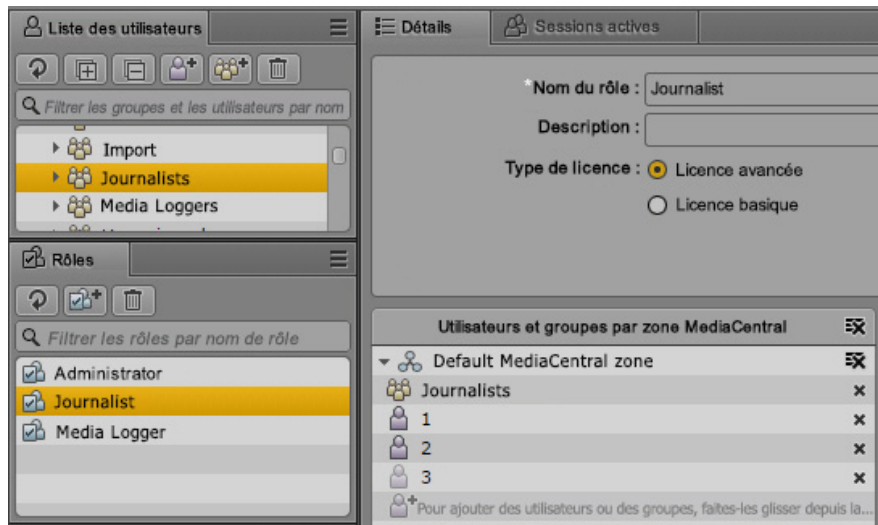 Liste des utilisateurs
Filtrer les groupes et les utilisateurs par nom
Import
Journalists
Media Loggers
Rôles
Filtrer les rôles par nom de rôle
Administrator
Journalist
Media Logger
Détails
Sessions actives
*Nom du rôle : Journalist
Description :
Type de licence : Licence avancée
Licence basique
Utilisateurs et groupes par zone MediaCentral
Default MediaCentral zone
Journalists
1
2
3
Pour ajouter des utilisateurs ou des groupes, faites-les glisser depuis la...